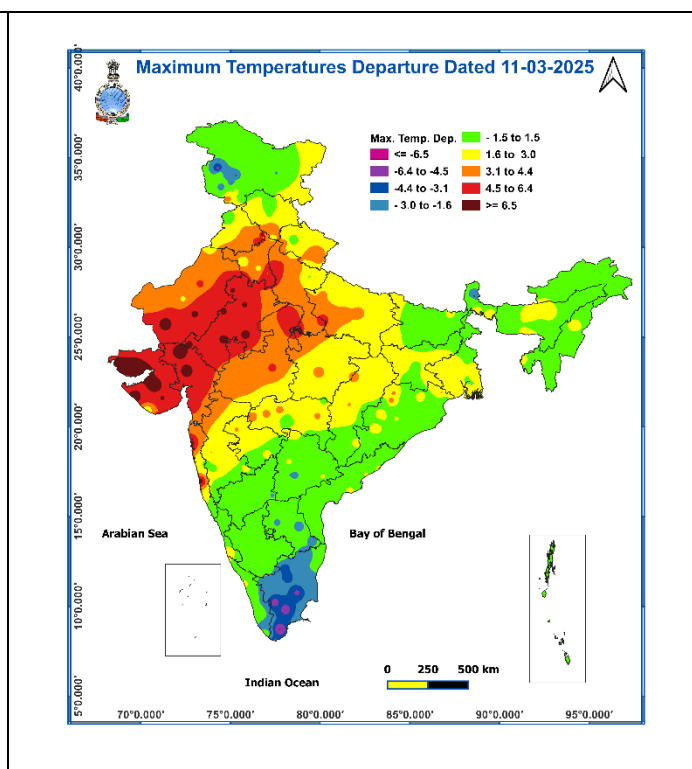 Maximum Temperatures Departure Dated 11-03-2025
Max. Temp. Dep.
<= -6.5
-6.4 to -4.5
-4.4 to -3.1
- 3.0 to -1.6
- 1.5 to 1.5
1.6 to 3.0
3.1 to 4.4
4.5 to 6.4
>= 6.5
40°0.000'
35°0.000'
30°0.000'
25°0.000'
20°0.000'
15°0.000'
10°0.000'
5°0.000'
Arabian Sea
Bay of Bengal
Indian Ocean
0 250 500 km
70°0.000' 75°0.000' 80°0.000' 85°0.000' 90°0.000' 95°0.000'